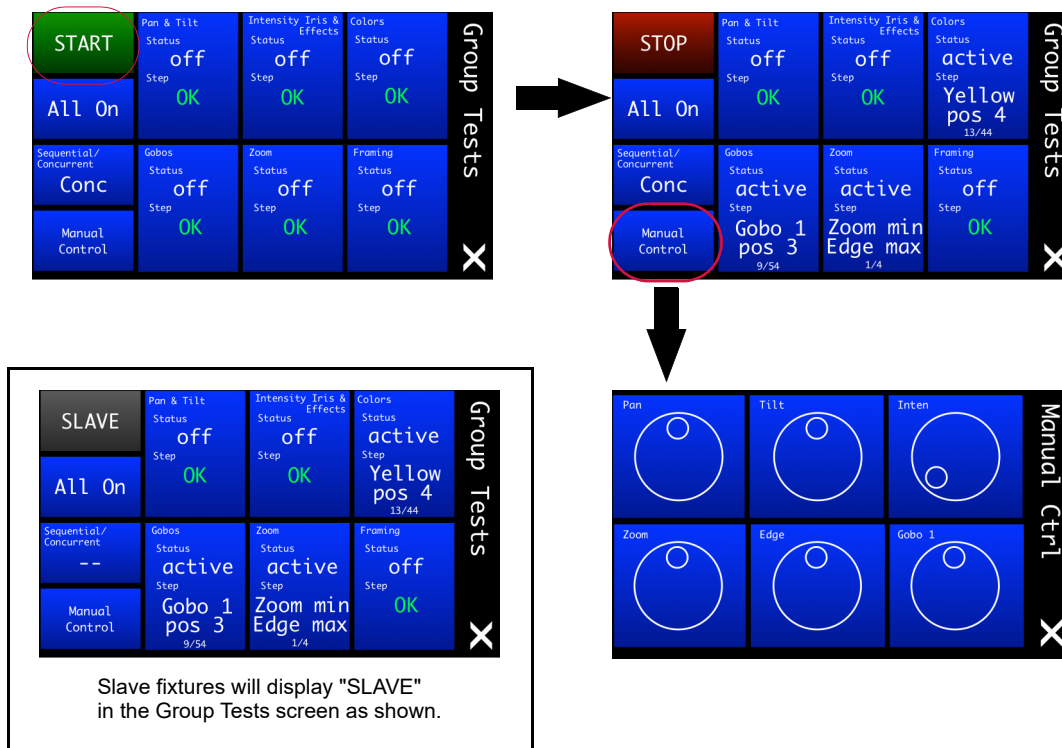 START
All On
Sequential/
Concurrent
Conc
Manual
Control
Pan & Tilt
Status
off
Step
OK
Intensity Iris &
Effects
Status
off
Step
OK
Colors
Status
off
Step
OK
Gobos
Status
off
Step
OK
Zoom
Status
off
Step
OK
Framing
Status
off
Step
OK
Group Tests
X
STOP
All On
Sequential/
Concurrent
Conc
Manual
Control
Pan & Tilt
Status
off
Step
OK
Intensity Iris &
Effects
Status
off
Step
OK
Colors
Status
active
Step
Yellow
pos 4
13/44
Gobos
Status
active
Step
Gobo 1
pos 3
9/54
Zoom
Status
active
Step
Zoom min
Edge max
1/4
Framing
Status
off
Step
OK
Group Tests
X
SLAVE
All On
Sequential/
Concurrent
--
Manual
Control
Pan & Tilt
Status
off
Step
OK
Intensity Iris &
Effects
Status
off
Step
OK
Colors
Status
active
Step
Yellow
pos 4
13/44
Gobos
Status
active
Step
Gobo 1
pos 3
9/54
Zoom
Status
active
Step
Zoom min
Edge max
1/4
Framing
Status
off
Step
OK
Group Tests
X
Slave fixtures will display "SLAVE"
in the Group Tests screen as shown.
Pan
Tilt
Inten
Zoom
Edge
Gobo 1
Manual Ctrl
X